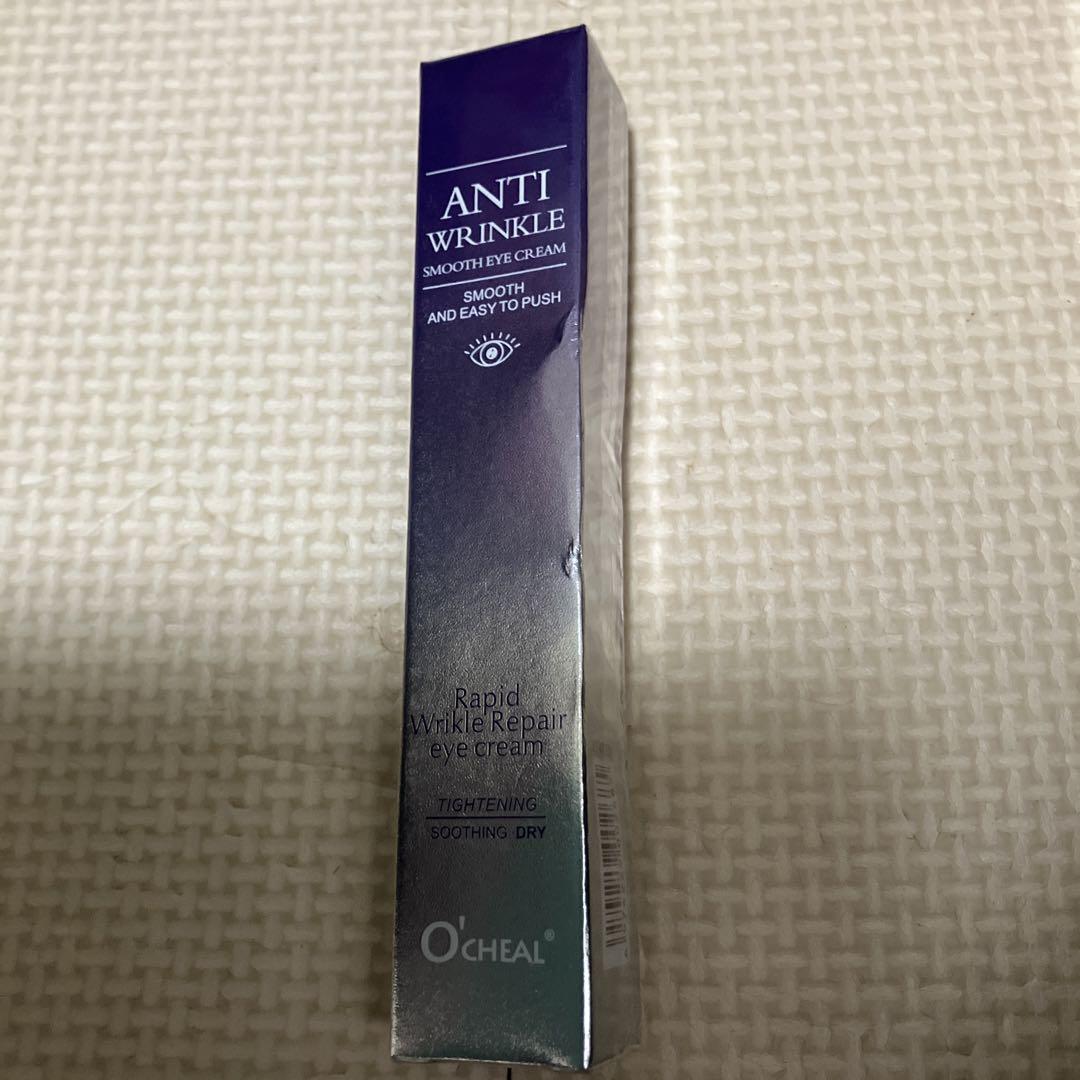 ANTI
WRINKLE
SMOOTH EYE CREAM
SMOOTH
AND EASY TO PUSH
Rapid
Wrikle Repair
eye cream
TIGHTENING
SOOTHING DRY
O'CHEAL®